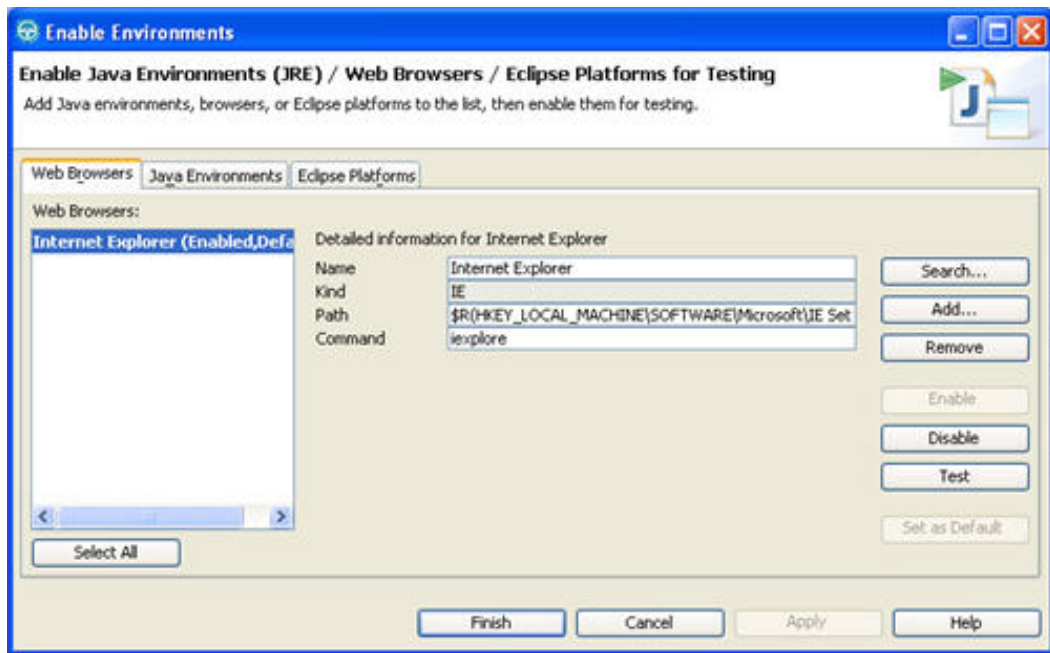 Enable Environments
Enable Java Environments (JRE) / Web Browsers / Eclipse Platforms for Testing
Add Java environments, browsers, or Eclipse platforms to the list, then enable them for testing.
J
Web Browsers Java Environments Eclipse Platforms
Web Browsers:
Internet Explorer (Enabled,Defa
Detailed information for Internet Explorer
Name Internet Explorer
Kind IE
Path $R(HKEY_LOCAL_MACHINE\SOFTWARE\Microsoft\IE Set
Command iexplore
Search...
Add...
Remove
Enable
Disable
Test
Set as Default
Select All
Finish Cancel Apply Help